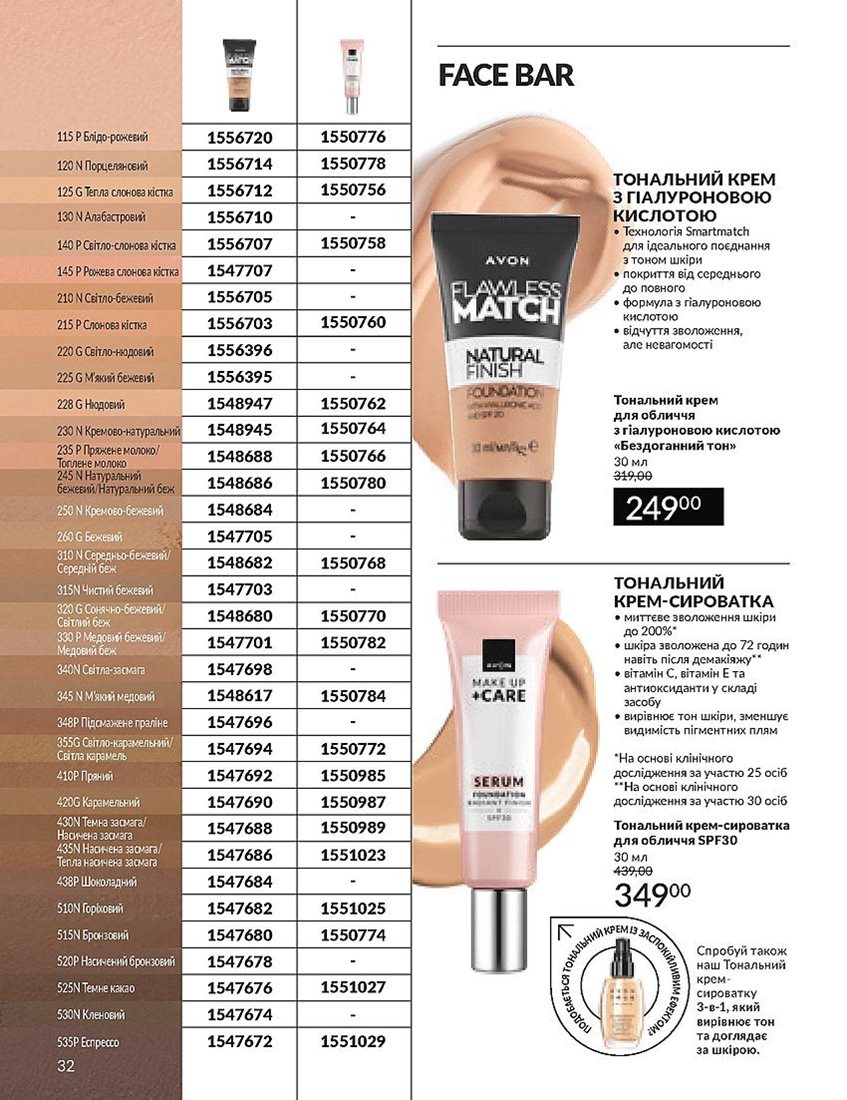 115 P Блідо-рожевий 1556720 1550776
120 N Порцеляновий 1556714 1550778
125 G Тепла слонова кістка 1556712 1550756
130 N Алабастровий 1556710 -
140 P Світло-слонова кістка 1556707 1550758
145 P Рожева слонова кістка 1547707 -
210 N Світло-бежевий 1556705 -
215 P Слонова кістка 1556703 1550760
220 G Світло-нюдовий 1556396 -
225 G М'який бежевий 1556395 -
228 G Нюдовий 1548947 1550762
230 N Кремово-натуральний 1548945 1550764
235 P Пряжене молоко/
Топлене молоко 1548688 1550766
245 N Натуральний
бежевий/Натуральний беж 1548686 1550780
250 N Кремово-бежевий 1548684 -
260 G Бежевий 1547705 -
310 N Середньо-бежевий/
Середній беж 1548682 1550768
315N Чистий бежевий 1547703 -
320 G Сонячно-бежевий/
Світлий беж 1548680 1550770
330 P Медовий бежевий/
Медовий беж 1547701 1550782
340N Світла-засмага 1547698 -
345 N М'який медовий 1548617 1550784
348P Підсмажене праліне 1547696 -
355G Світло-карамельний/
Світла карамель 1547694 1550772
410P Пряний 1547692 1550985
420G Карамельний 1547690 1550987
430N Темна засмага/
Насичена засмага 1547688 1550989
435N Насичена засмага/
Тепла насичена засмага 1547686 1551023
438P Шоколадний 1547684 -
510N Горіховий 1547682 1551025
515N Бронзовий 1547680 1550774
520P Насичений бронзовий 1547678 -
525N Темне какао 1547676 1551027
530N Кленовий 1547674 -
535P Еспрессо 1547672 1551029
32
FACE BAR
ТОНАЛЬНИЙ КРЕМ
З ГІАЛУРОНОВОЮ
КИСЛОТОЮ
• Технологія Smartmatch
для ідеального поєднання
з тоном шкіри
• покриття від середнього
до повного
• формула з гіалуроновою
кислотою
• відчуття зволоження,
але невагомості
AVON
FLAWLESS
MATCH
NATURAL
FINISH
FOUNDATION
WITH HYALURONIC ACID
AND SPF 20
30 ml/мл/მლ ℮
Тональний крем
для обличчя
з гіалуроновою кислотою
«Бездоганний тон»
30 мл
319,00
249⁰⁰
ТОНАЛЬНИЙ
КРЕМ-СИРОВАТКА
• миттєве зволоження шкіри
до 200%*
• шкіра зволожена до 72 годин
навіть після демакіяжу**
• вітамін С, вітамін Е та
антиоксиданти у складі
засобу
• вирівнює тон шкіри, зменшує
видимість пігментних плям
*На основі клінічного
дослідження за участю 25 осіб
**На основі клінічного
дослідження за участю 30 осіб
AVON
MAKE UP
+CARE
SERUM
FOUNDATION
RADIANT FINISH
SPF30
Тональний крем-сироватка
для обличчя SPF30
30 мл
439,00
349⁰⁰
ПОДОБАЄТЬСЯ ТОНАЛЬНИЙ КРЕМ ІЗ ЗАСПОКІЙЛИВИМ ЕФЕКТОМ?
Спробуй також
наш Тональний
крем-
сироватку
3-в-1, який
вирівнює тон
та доглядає
за шкірою.